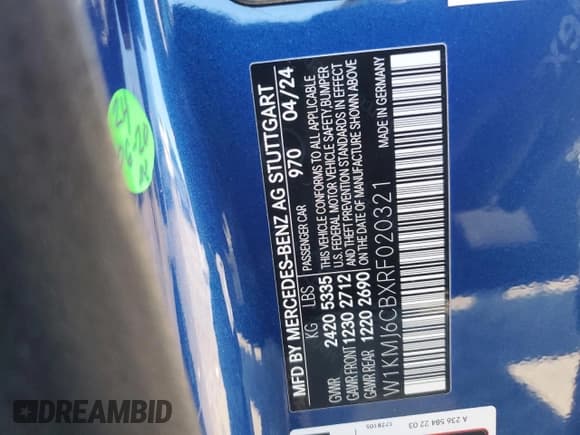 MFD BY MERCEDES-BENZ AG STUTTGART
PASSENGER CAR 970 04/24
KG LBS
GVWR 2420 5335
GAWR FRONT 1230 2712
GAWR REAR 1220 2690
THIS VEHICLE CONFORMS TO ALL APPLICABLE
U.S. FEDERAL MOTOR VEHICLE SAFETY, BUMPER
AND THEFT PREVENTION STANDARDS IN EFFECT
ON THE DATE OF MANUFACTURE SHOWN ABOVE
MADE IN GERMANY
W1KMJ6CBXRF020321
A 236 584 22 03
DREAMBID